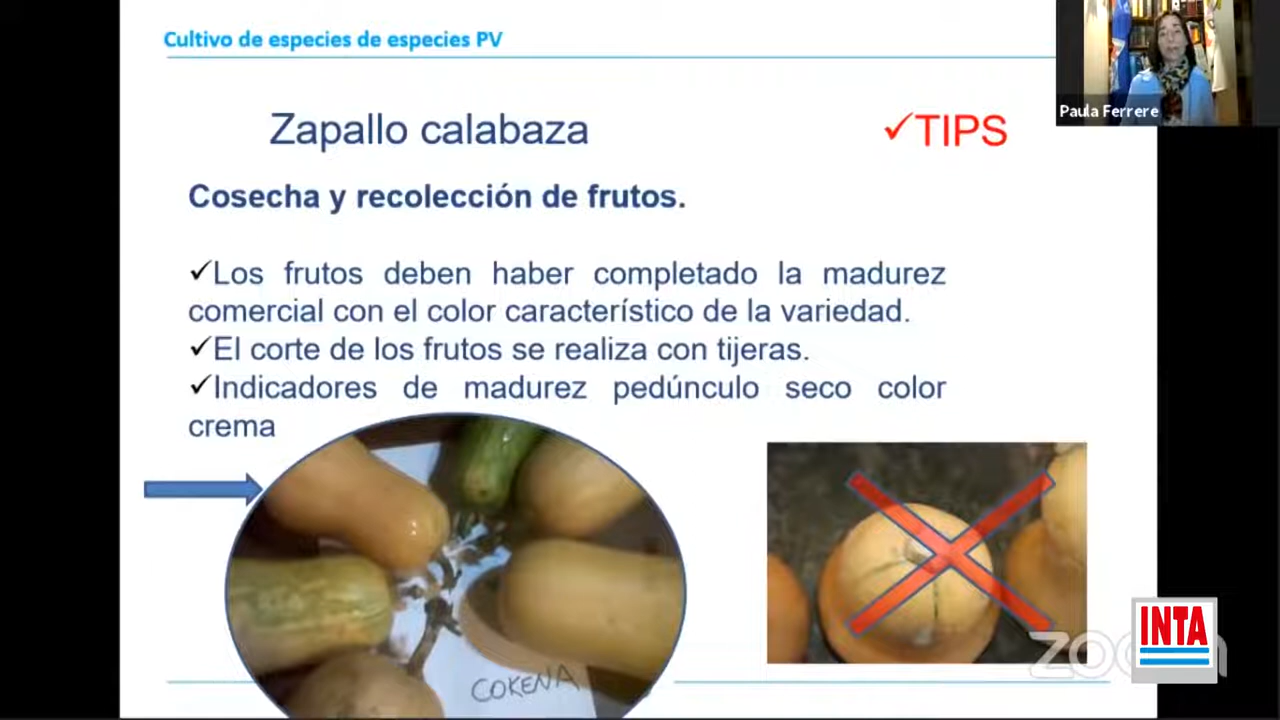 Cultivo de especies de especies PV
Paula Ferrere
Zapallo calabaza
✓TIPS
Cosecha y recolección de frutos.
✓Los frutos deben haber completado la madurez
comercial con el color característico de la variedad.
✓El corte de los frutos se realiza con tijeras.
✓Indicadores de madurez pedúnculo seco color
crema
COKENA
INTA
zoom